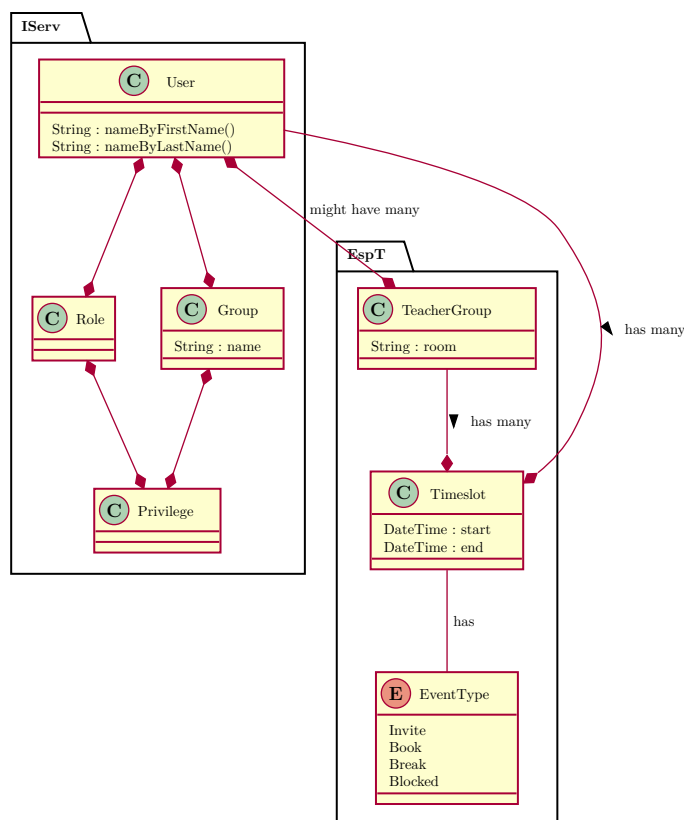 IServ
C User
String : nameByFirstName()
String : nameByLastName()
might have many
EspT
C Role
C Group
String : name
C TeacherGroup
String : room
has many
has many
C Privilege
C Timeslot
DateTime : start
DateTime : end
has
E EventType
Invite
Book
Break
Blocked